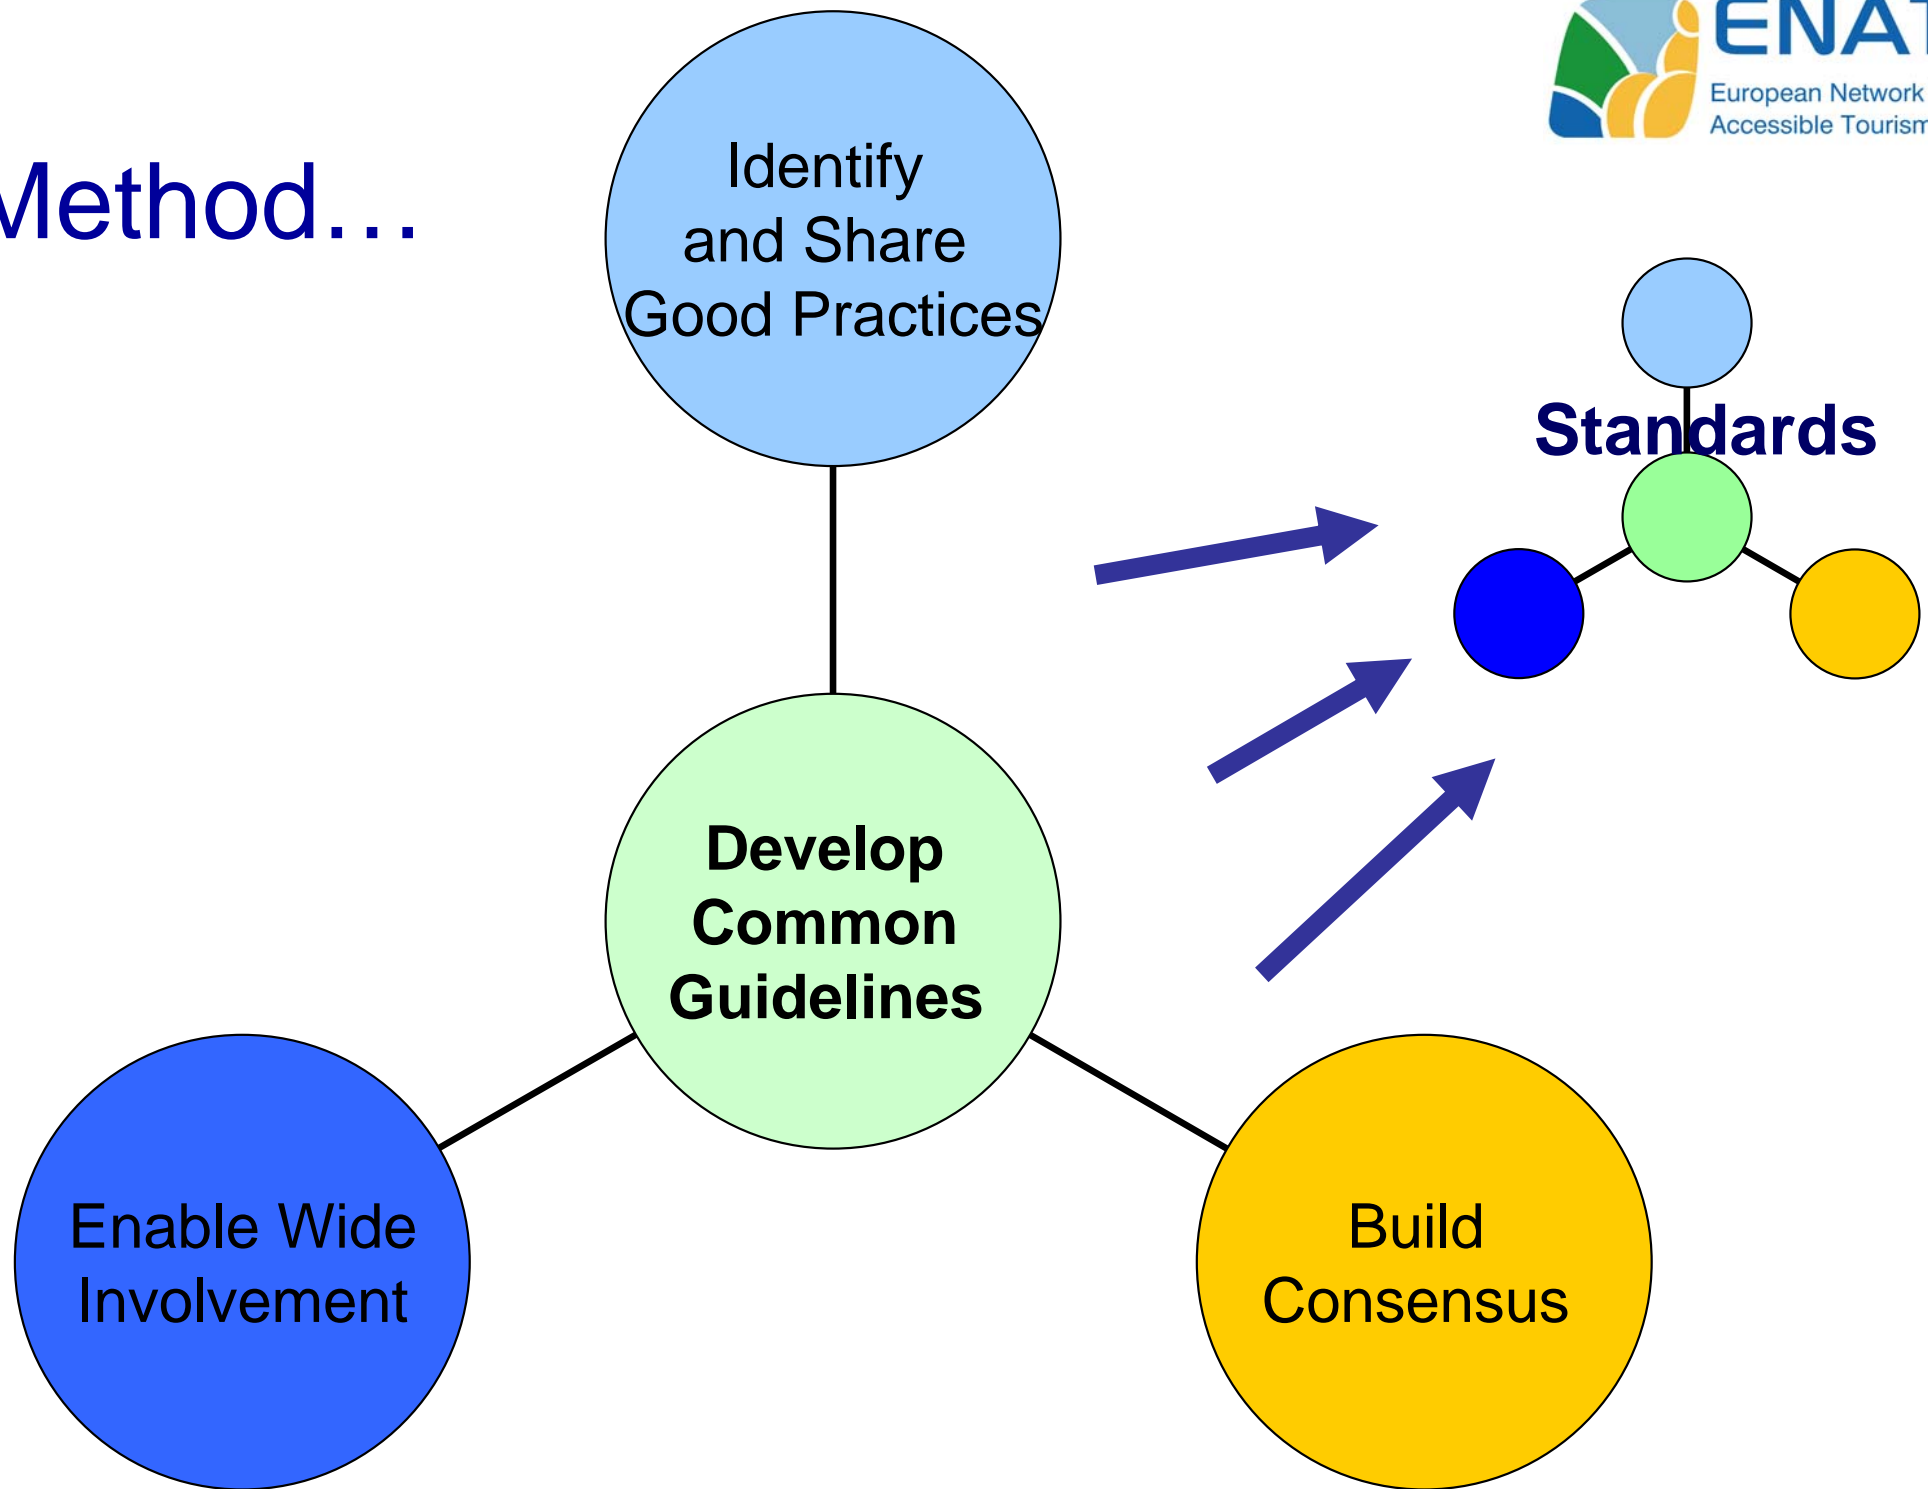 ENAT
European Network
Accessible Tourism
Method…
Identify
and Share
Good Practices
Standards
Develop
Common
Guidelines
Enable Wide
Involvement
Build
Consensus